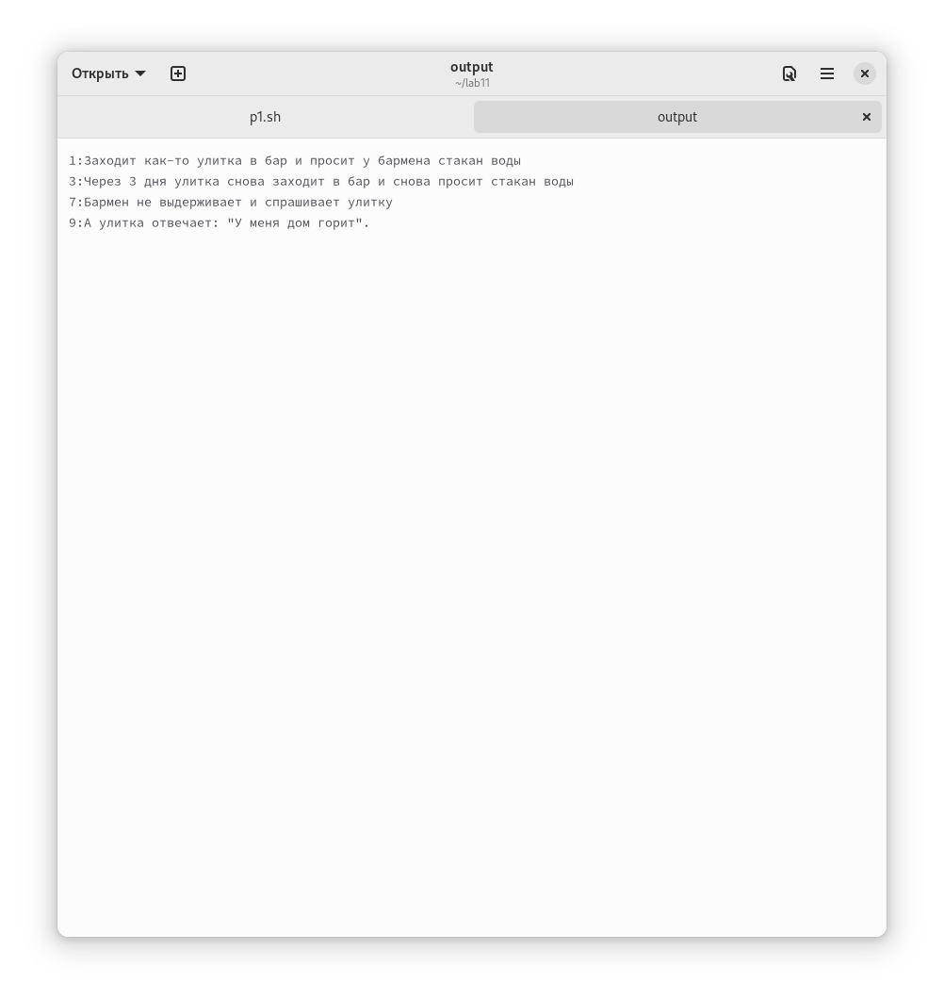 Открыть
output
~/lab11
p1.sh
output
1:Заходит как-то улитка в бар и просит у бармена стакан воды
3:Через 3 дня улитка снова заходит в бар и снова просит стакан воды
7:Бармен не выдерживает и спрашивает улитку
9:А улитка отвечает: "У меня дом горит".